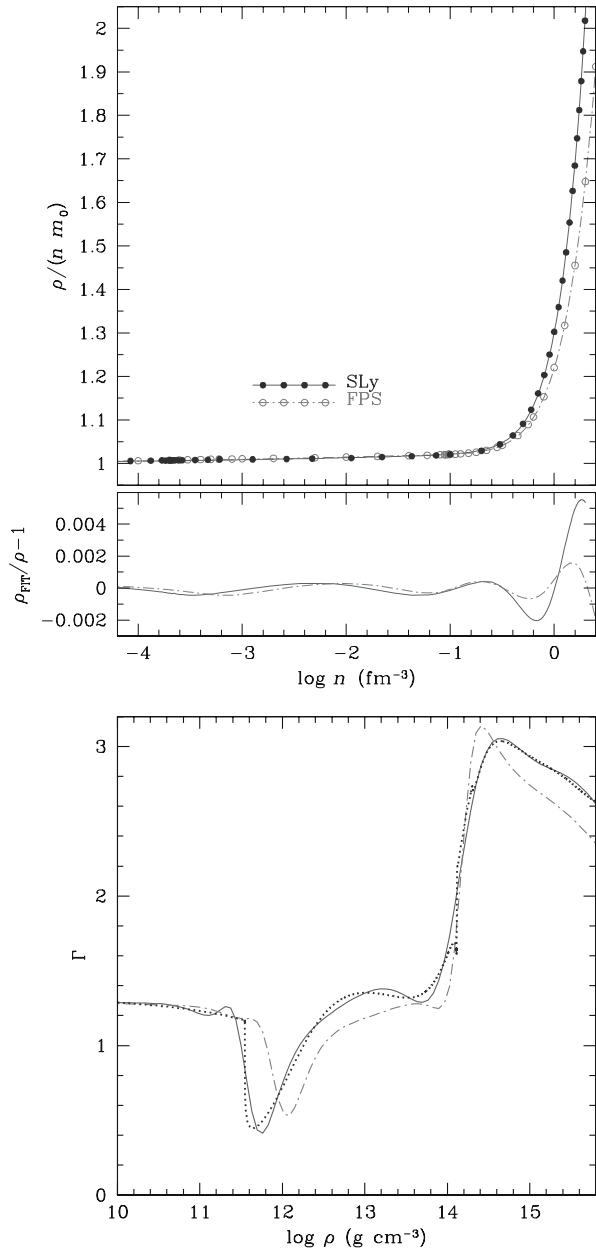 2
1.9
1.8
1.7
1.6
1.5
1.4
1.3
1.2
1.1
1
ρ/(n m₀)
SLy
FPS
0.004
0.002
0
−0.002
ρFIT/ρ−1
−4 −3 −2 −1 0
log n (fm⁻³)
3
2
1
0
Γ
10 11 12 13 14 15
log ρ (g cm⁻³)